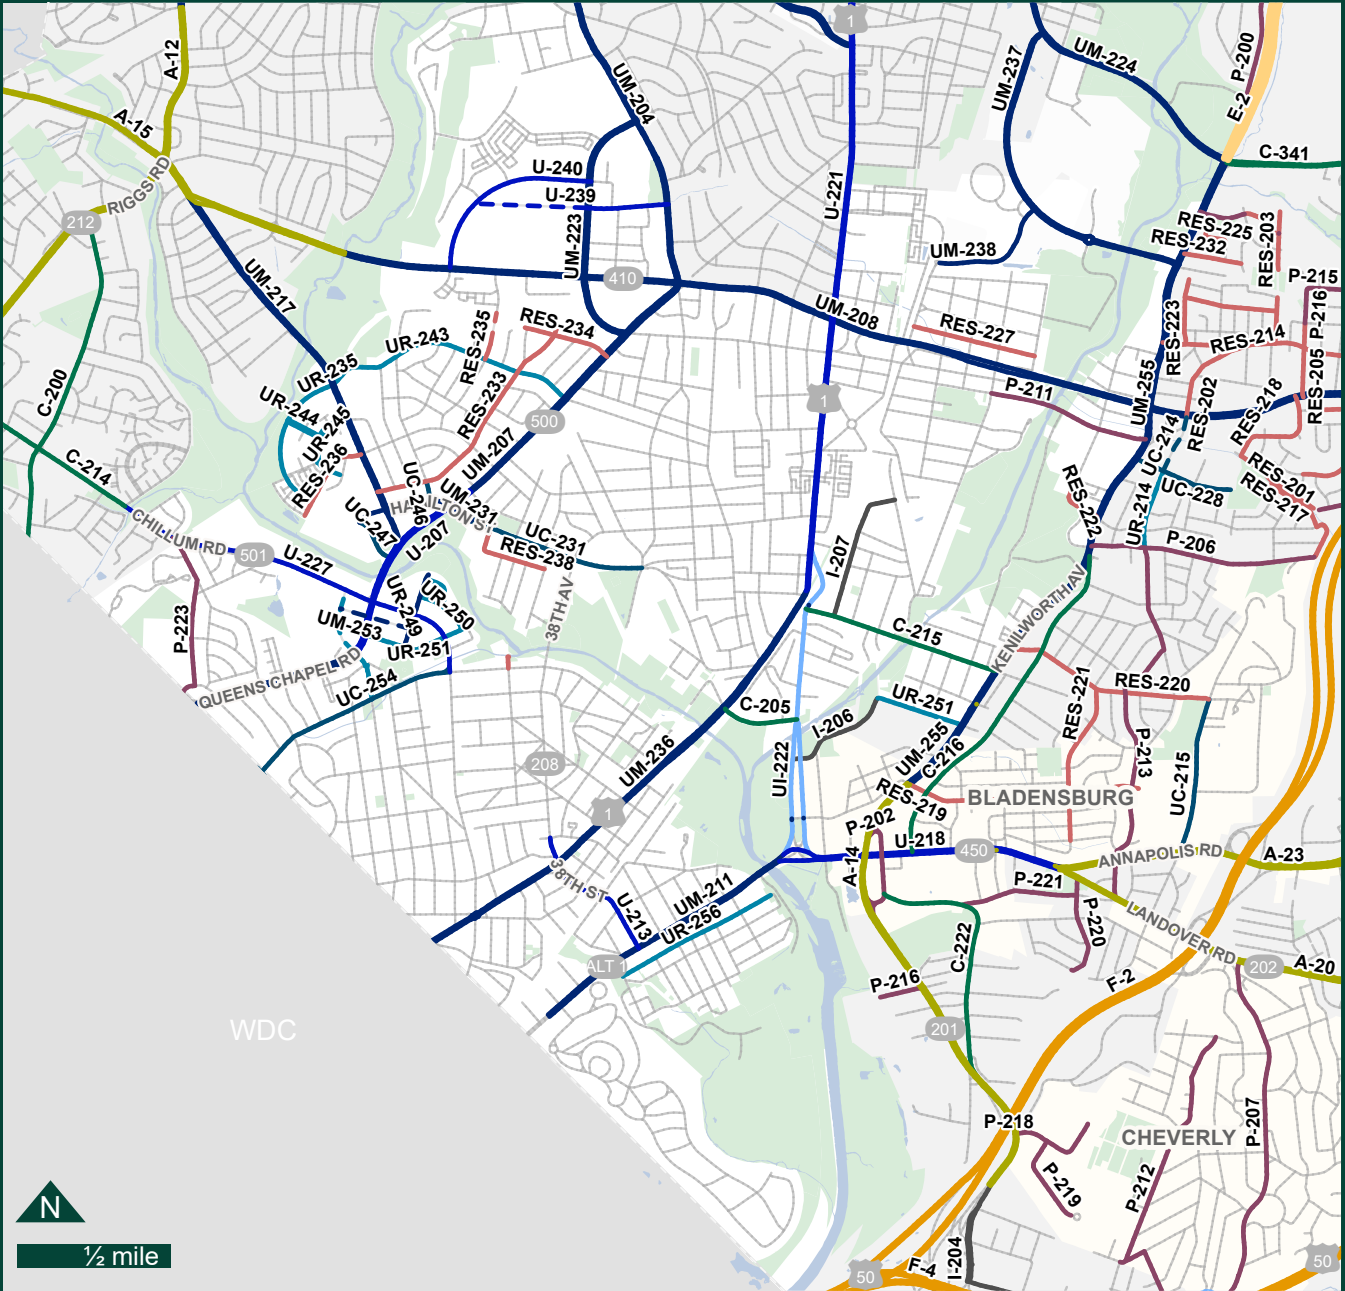 1
A-12
UM-204
UM-237
UM-224
P-200
E-2
A-15
C-341
RIGGS RD
212
U-240
U-239
U-221
UM-223
UM-238
RES-225
RES-232
RES-203
P-215
P-216
410
UM-217
UM-208
RES-227
RES-223
RES-214
RES-205
RES-234
RES-235
UR-243
UR-235
C-200
UR-244
UR-245
RES-236
RES-233
500
1
P-211
UM-255
RES-202
RES-218
UC-214
UM-207
C-214
UC-246
UM-231
HAMILTON S
UC-247
U-207
RES-201
RES-217
UC-228
UR-214
RES-222
CHILLUM RD
501
U-227
UC-231
RES-238
I-207
P-206
P-223
UR-249
UR-250
UM-253
UR-251
38TH AV
C-215
KENILWORTH AV
QUEENS CHAPEL RD
UC-254
C-205
UR-251
I-206
RES-221
RES-220
UM-236
208
UI-222
UM-255
C-216
P-213
UC-215
1
RES-219
BLADENSBURG
P-202
U-218
450
ANNAPOLIS RD
A-23
A-14
38TH ST
U-213
UM-211
UR-256
P-221
P-220
LANDOVER RD
C-222
ALT 1
P-216
F-2
202
A-20
201
WDC
P-218
CHEVERLY
P-207
P-219
P-212
N
½ mile
I-204
F-4
50
50